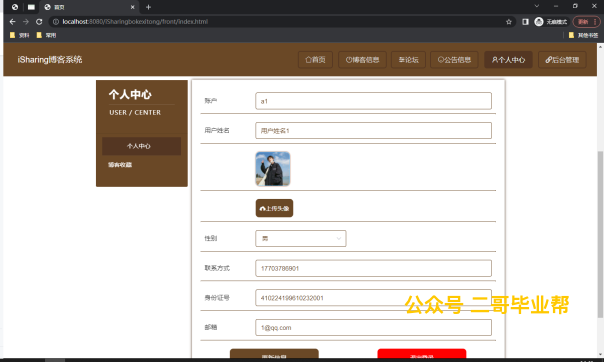 首页
localhost:8080/iSharingbokexitong/front/index.html
无痕模式
更新
资料
常用
其他书签
iSharing博客系统
首页
博客信息
论坛
公告信息
个人中心
后台管理
个人中心
USER / CENTER
个人中心
博客收藏
账户
a1
用户姓名
用户姓名1
上传头像
性别
男
联系方式
17703786901
身份证号
410224199610232001
公众号 二哥毕业帮
邮箱
1@qq.com